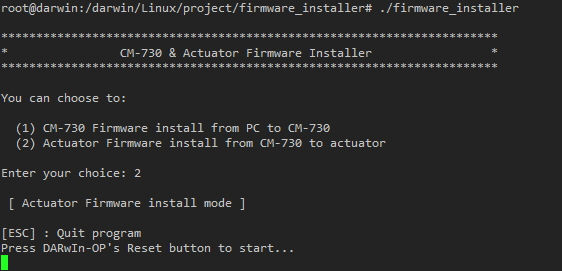 root@darwin:/darwin/Linux/project/firmware_installer# ./firmware_installer
***********************************************************************
*                CM-730 & Actuator Firmware Installer                 *
***********************************************************************
You can choose to:
(1) CM-730 Firmware install from PC to CM-730
(2) Actuator Firmware install from CM-730 to actuator
Enter your choice: 2
[ Actuator Firmware install mode ]
[ESC] : Quit program
Press DARwIn-OP's Reset button to start...